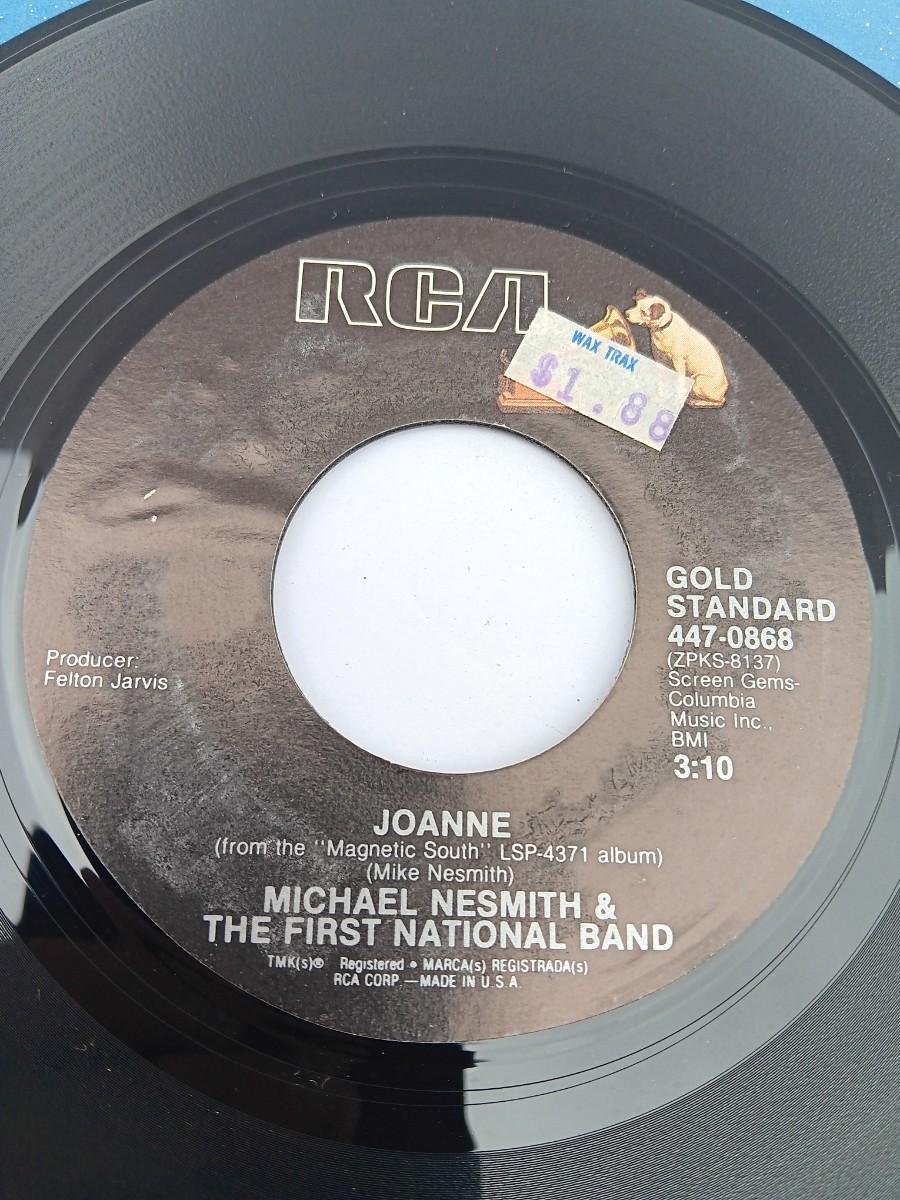 RCA
WAX TRAX
$1.88
GOLD
STANDARD
447-0868
(ZPKS-8137)
Screen Gems-
Columbia
Music Inc.,
BMI
3:10
Producer:
Felton Jarvis
JOANNE
(from the "Magnetic South" LSP-4371 album)
(Mike Nesmith)
MICHAEL NESMITH &
THE FIRST NATIONAL BAND
TMK(s)® Registered • MARCA(s) REGISTRADA(s)
RCA CORP.—MADE IN U.S.A.